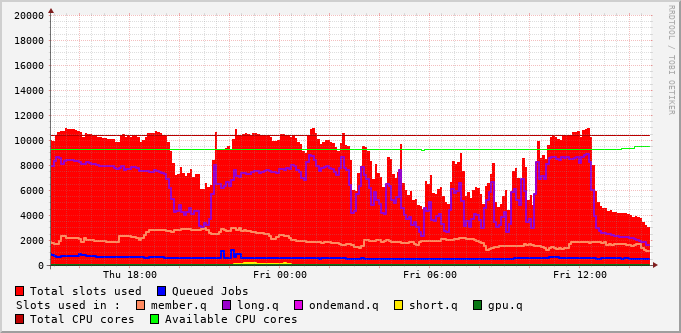 20000
18000
16000
14000
12000
10000
8000
6000
4000
2000
0
Thu 18:00 Fri 00:00 Fri 06:00 Fri 12:00
RRDTOOL / TOBI OETIKER
Total slots used Queued Jobs
Slots used in : member.q long.q ondemand.q short.q gpu.q
Total CPU cores Available CPU cores